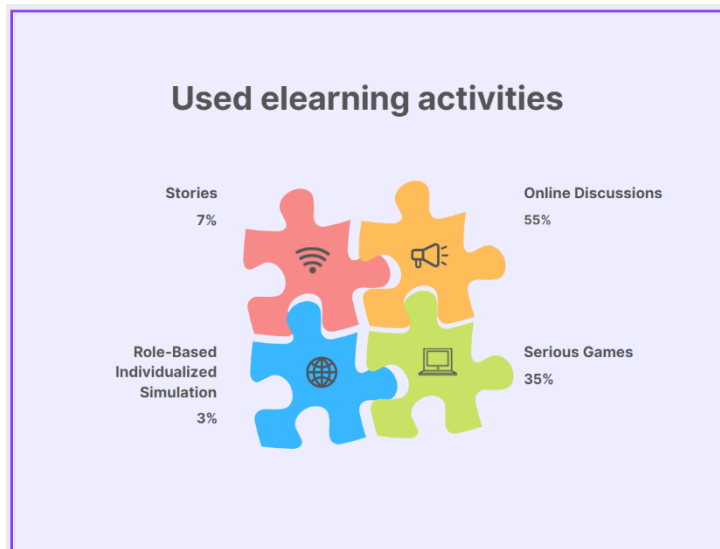 Used elearning activities
Stories
7%
Online Discussions
55%
Role-Based
Individualized
Simulation
3%
Serious Games
35%